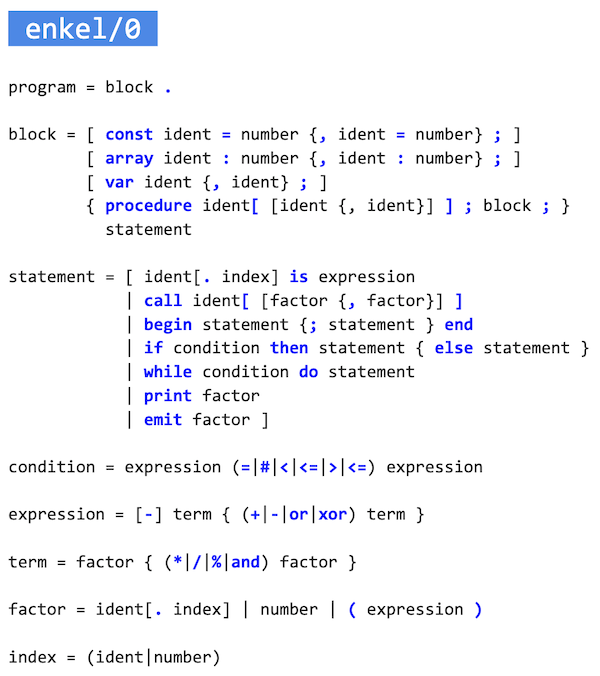 enkel/0
program = block .
block = [ const ident = number {, ident = number} ; ]
[ array ident : number {, ident : number} ; ]
[ var ident {, ident} ; ]
{ procedure ident[ [ident {, ident}] ] ; block ; }
statement
statement = [ ident[. index] is expression
| call ident[ [factor {, factor}] ]
| begin statement {; statement } end
| if condition then statement { else statement }
| while condition do statement
| print factor
| emit factor ]
condition = expression (=|#|<|<=|>|<=) expression
expression = [-] term { (+|-|or|xor) term }
term = factor { (*|/|%|and) factor }
factor = ident[. index] | number | ( expression )
index = (ident|number)